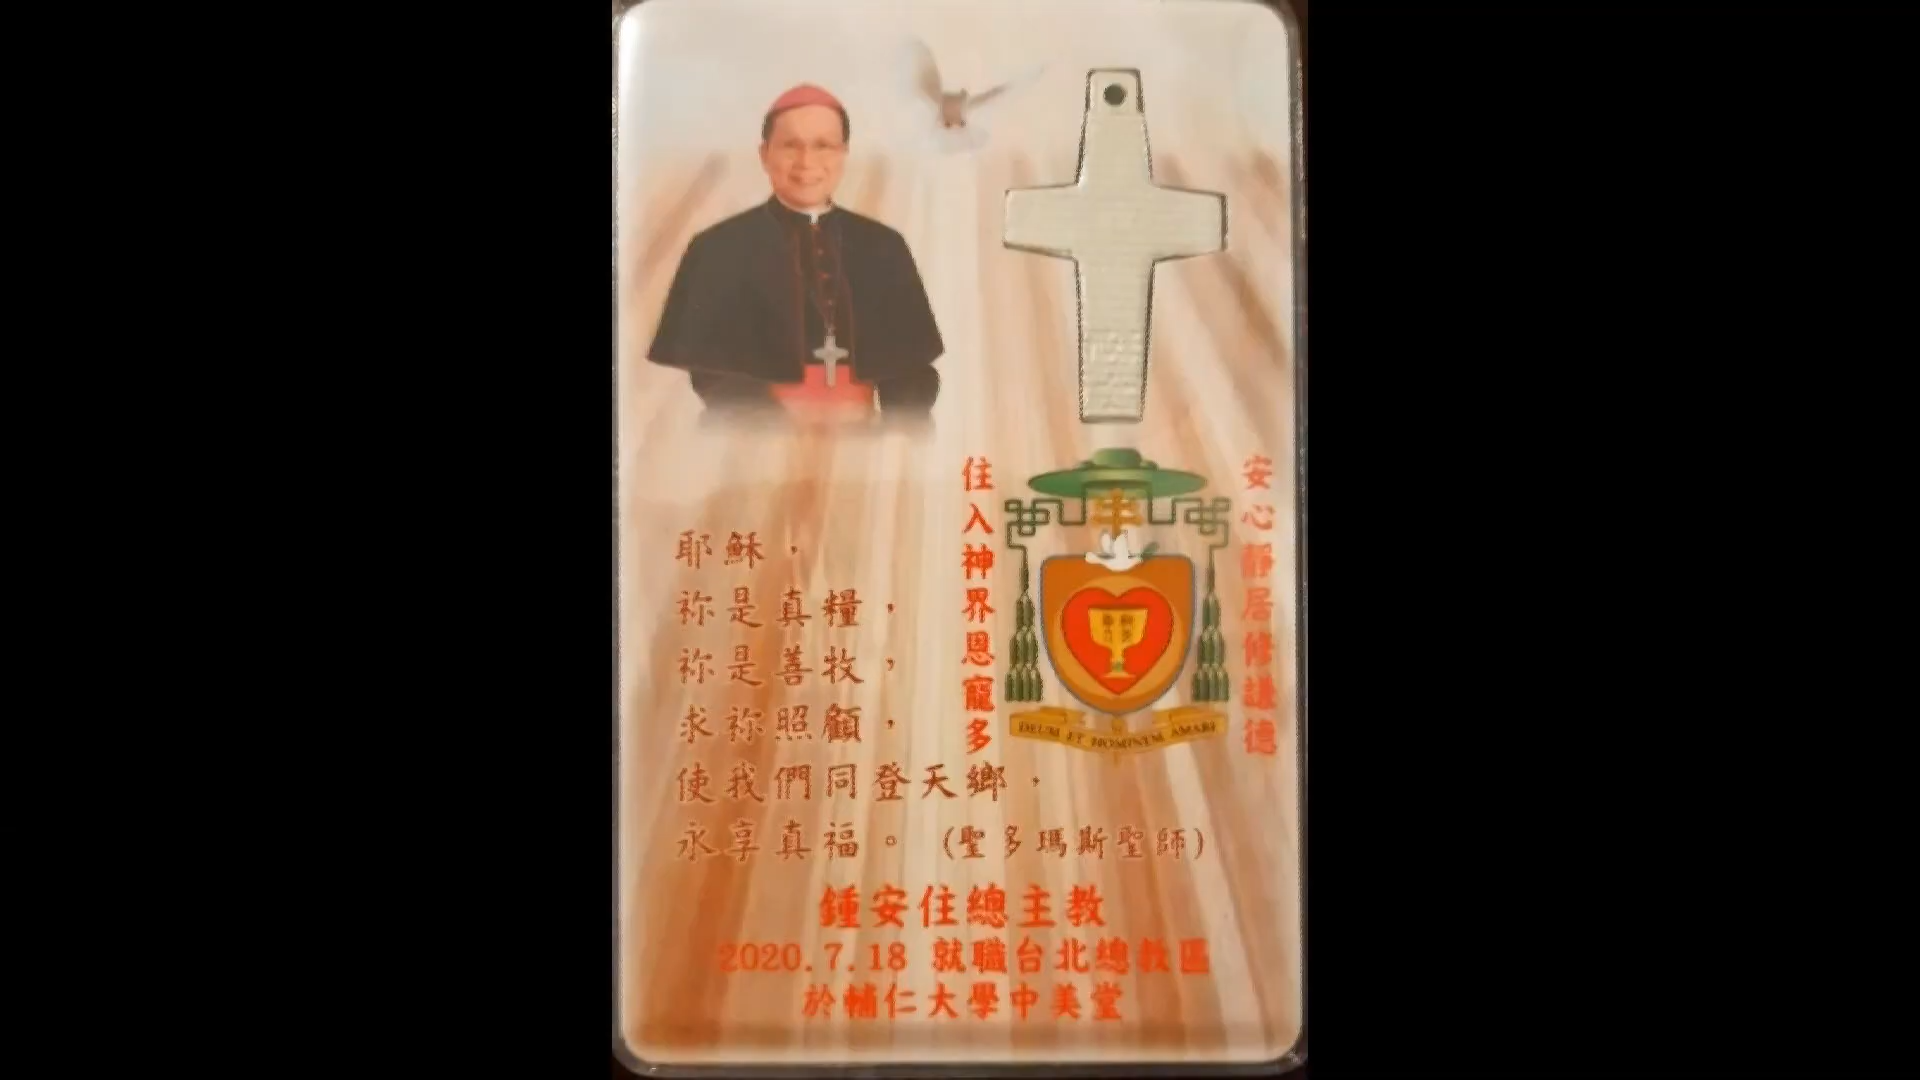 安心靜居修謙德
住入神界恩寵多
DEUM ET HOMINEM AMARE
耶穌，
祢是真糧，
祢是善牧，
求祢照顧，
使我們同登天鄉，
永享真福。（聖多瑪斯聖師）
鍾安住總主教
2020.7.18 就職台北總教區
於輔仁大學中美堂